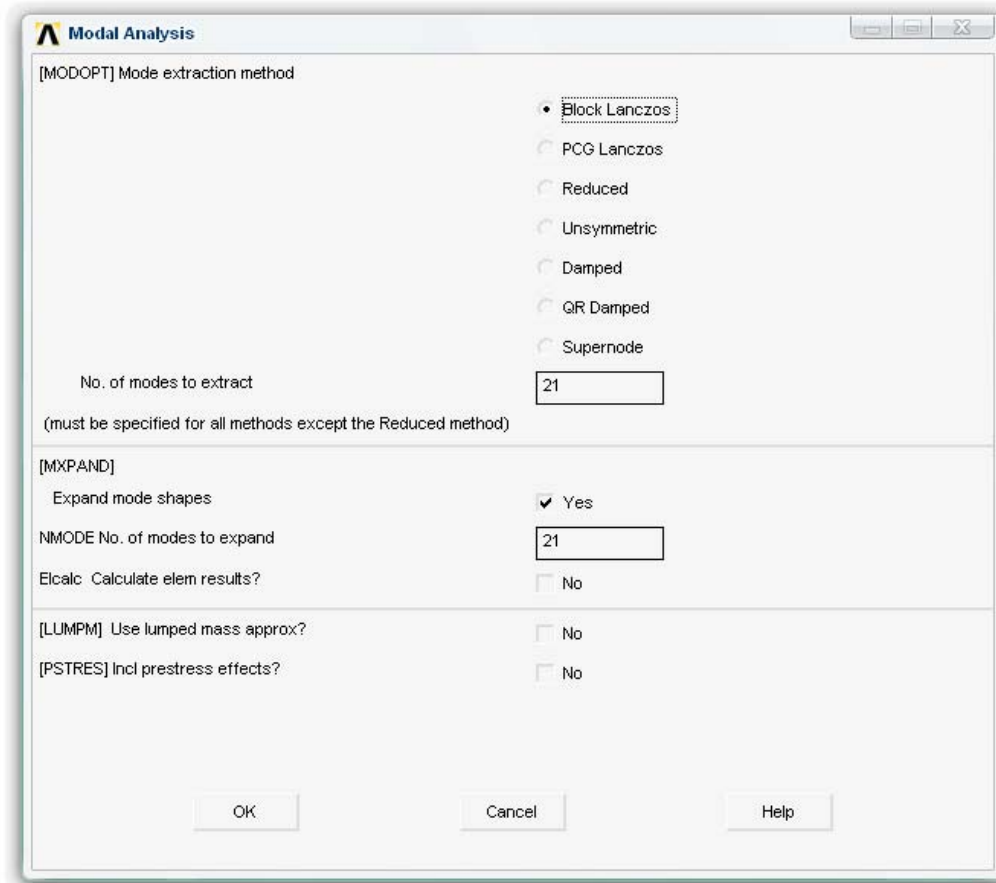 Modal Analysis
[MODOPT] Mode extraction method
Block Lanczos
PCG Lanczos
Reduced
Unsymmetric
Damped
QR Damped
Supernode
No. of modes to extract 21
(must be specified for all methods except the Reduced method)
[MXPAND]
Expand mode shapes Yes
NMODE No. of modes to expand 21
Elcalc Calculate elem results? No
[LUMPM] Use lumped mass approx? No
[PSTRES] Incl prestress effects? No
OK Cancel Help